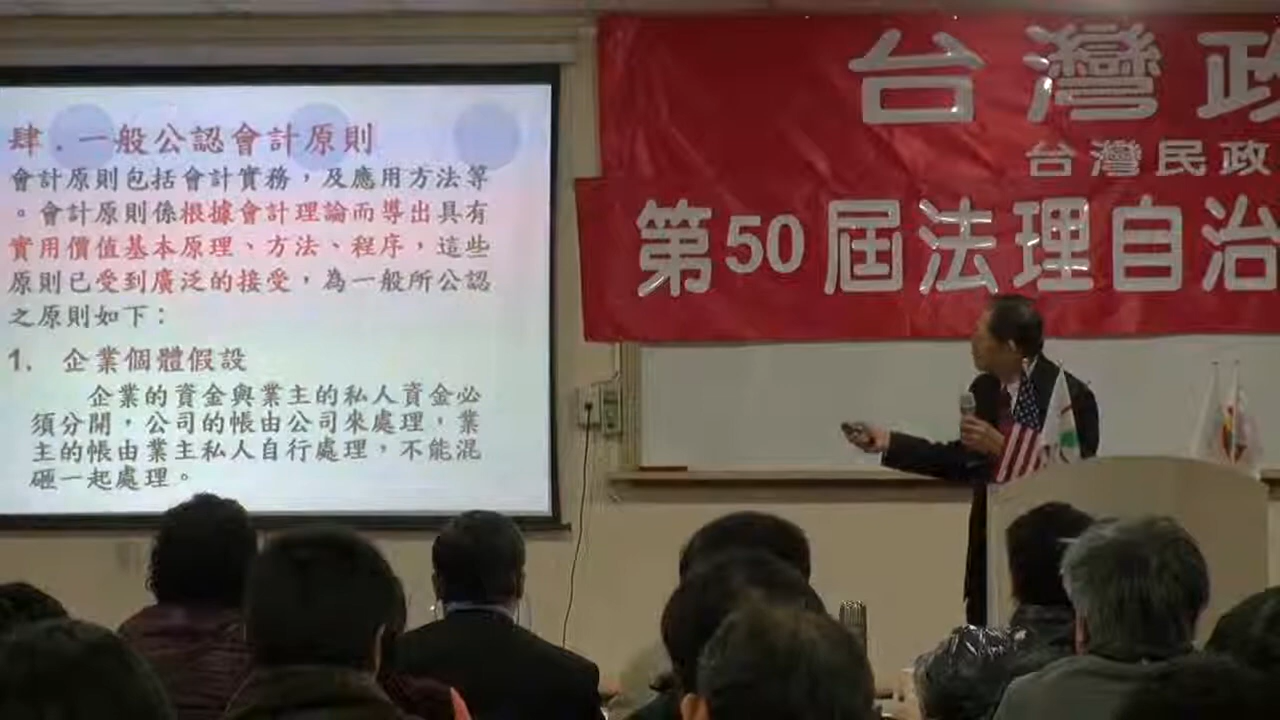 肆．一般公認會計原則
會計原則包括會計實務，及應用方法等
。會計原則係根據會計理論而導出具有
實用價值基本原理、方法、程序，這些
原則已受到廣泛的接受，為一般所公認
之原則如下：
1. 企業個體假設
企業的資金與業主的私人資金必
須分開，公司的帳由公司來處理，業
主的帳由業主私人自行處理，不能混
砸一起處理。
台灣政
台灣民政
第50屆法理自治